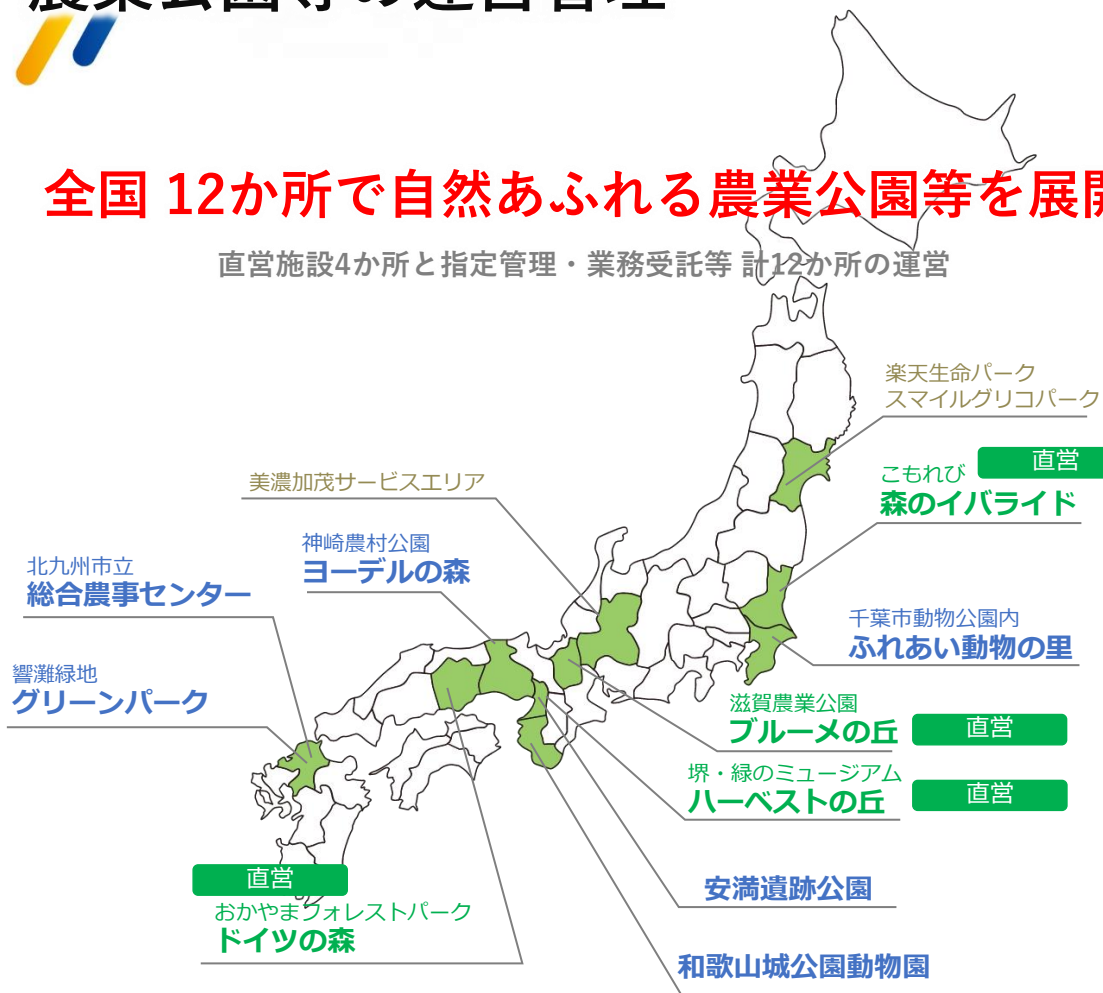 農業公園等の運営管理
全国 12か所で自然あふれる農業公園等を展開
直営施設4か所と指定管理・業務受託等 計12か所の運営
楽天生命パーク
スマイルグリコパーク
直営
こもれび
森のイバライド
美濃加茂サービスエリア
神崎農村公園
ヨーデルの森
北九州市立
総合農事センター
千葉市動物公園内
ふれあい動物の里
響灘緑地
グリーンパーク
滋賀農業公園
ブルーメの丘
直営
堺・緑のミュージアム
ハーベストの丘
直営
直営
おかやまフォレストパーク
ドイツの森
安満遺跡公園
和歌山城公園動物園